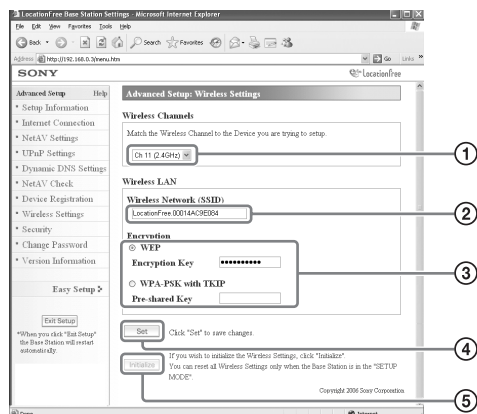 LocationFree Base Station Settings - Microsoft Internet Explorer
File Edit View Favorites Tools Help
Back Search Favorites
Address http://192.168.0.3/menu.htm Go Links »
SONY LocationFree
Advanced Setup Help
* Setup Information
* Internet Connection
* NetAV Settings
* UPnP Settings
* Dynamic DNS Settings
* NetAV Check
* Device Registration
* Wireless Settings
* Security
* Change Password
* Version Information
Easy Setup
Exit Setup
*When you click "Exit Setup"
the Base Station will restart
automatically.
Advanced Setup: Wireless Settings
Wireless Channels
Match the Wireless Channel to the Device you are trying to setup.
Ch 11 (2.4GHz)
1
Wireless LAN
Wireless Network (SSID)
LocationFree.00014AC9E084
2
Encryption
WEP
Encryption Key ●●●●●●●●●●
3
WPA-PSK with TKIP
Pre-shared Key
Set Click "Set" to save changes.
4
If you wish to initialize the Wireless Settings, click "Initialize".
Initialize You can reset all Wireless Settings only when the Base Station is in the "SETUP
MODE".
5
Copyright 2006 Sony Corporation
Done Internet